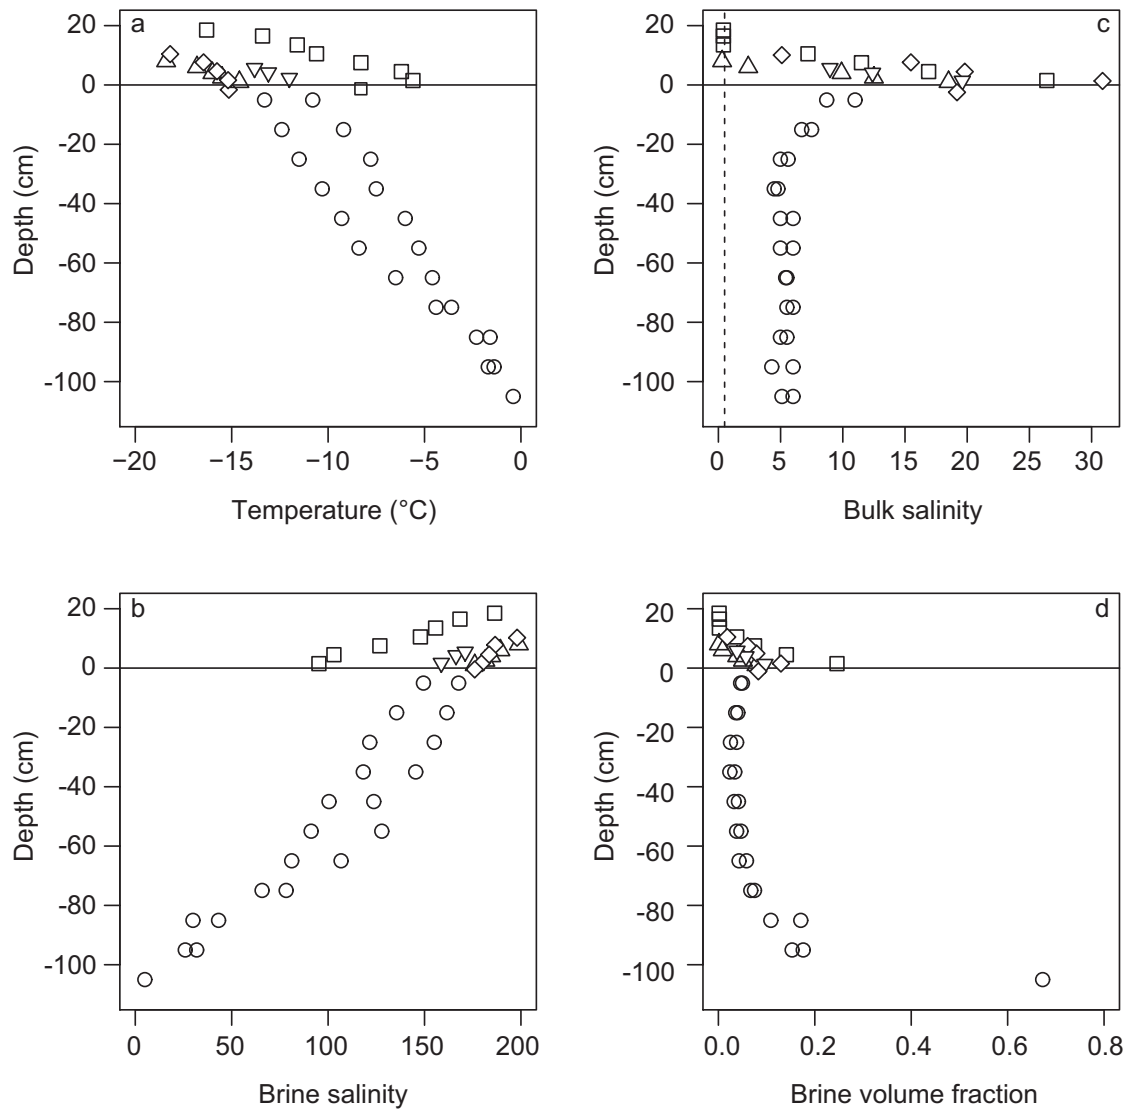 a
20
0
-20
-40
-60
-80
-100
Depth (cm)
−20 −15 −10 −5 0
Temperature (°C)
c
20
0
-20
-40
-60
-80
-100
Depth (cm)
0 5 10 15 20 25 30
Bulk salinity
b
20
0
-20
-40
-60
-80
-100
Depth (cm)
0 50 100 150 200
Brine salinity
d
20
0
-20
-40
-60
-80
-100
Depth (cm)
0.0 0.2 0.4 0.6 0.8
Brine volume fraction